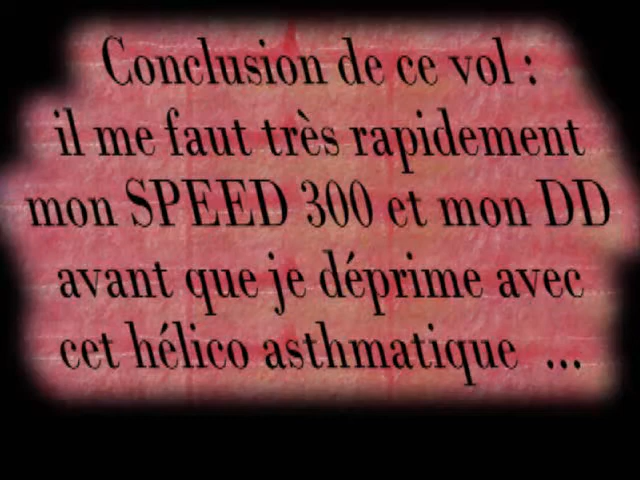 Conclusion de ce vol :
il me faut très rapidement
mon SPEED 300 et mon DD
avant que je déprime avec
cet hélico asthmatique ...